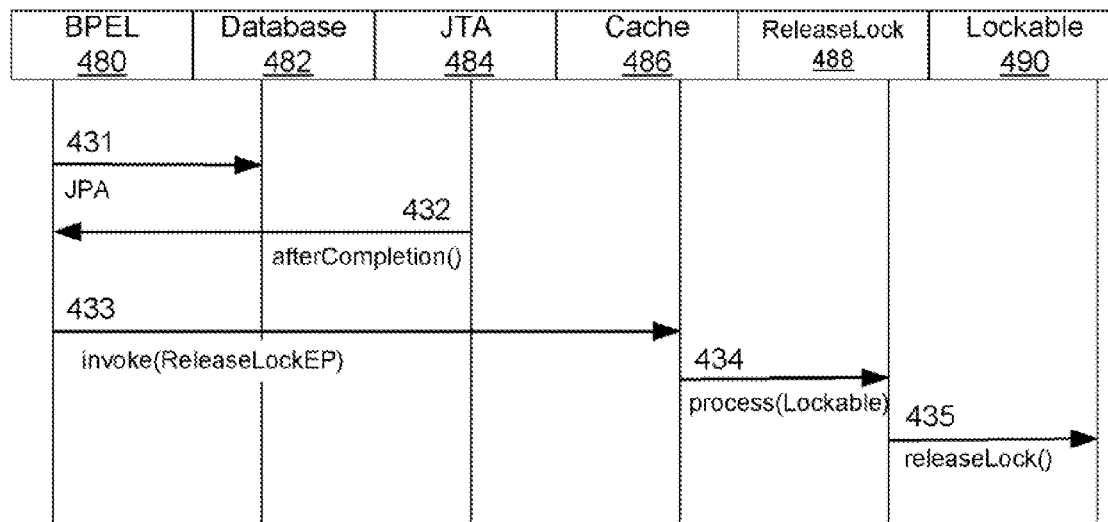 BPEL Database JTA Cache ReleaseLock Lockable
480 482 484 486 488 490
431
JPA
432
afterCompletion()
433
invoke(ReleaseLockEP)
434
process(Lockable)
435
releaseLock()